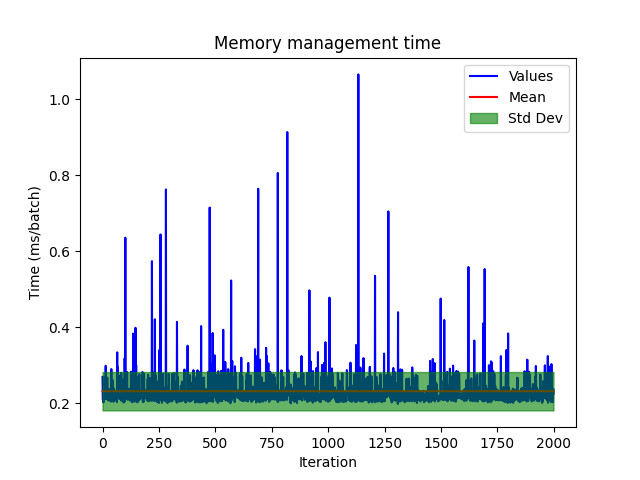 Memory management time
Values
Mean
Std Dev
Time (ms/batch)
1.0
0.8
0.6
0.4
0.2
0 250 500 750 1000 1250 1500 1750 2000
Iteration